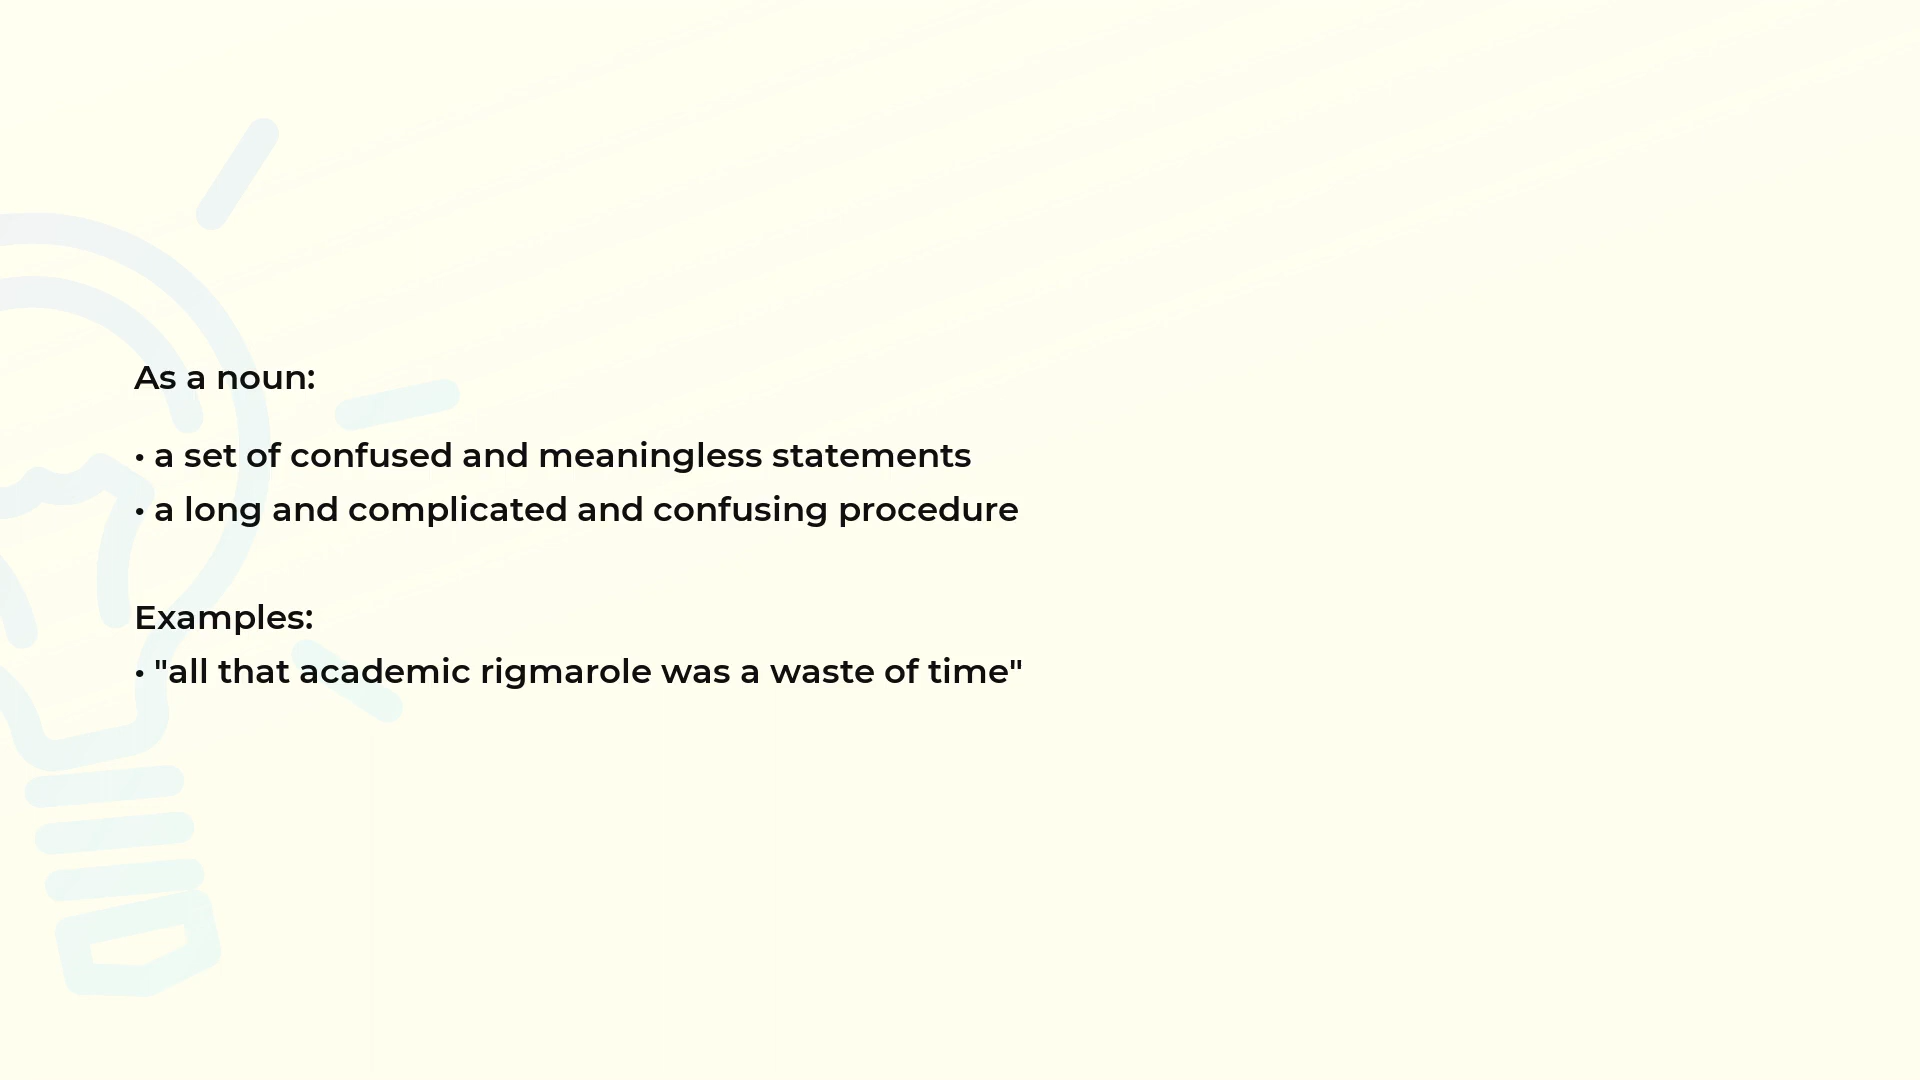 As a noun:
• a set of confused and meaningless statements
• a long and complicated and confusing procedure
Examples:
• "all that academic rigmarole was a waste of time"